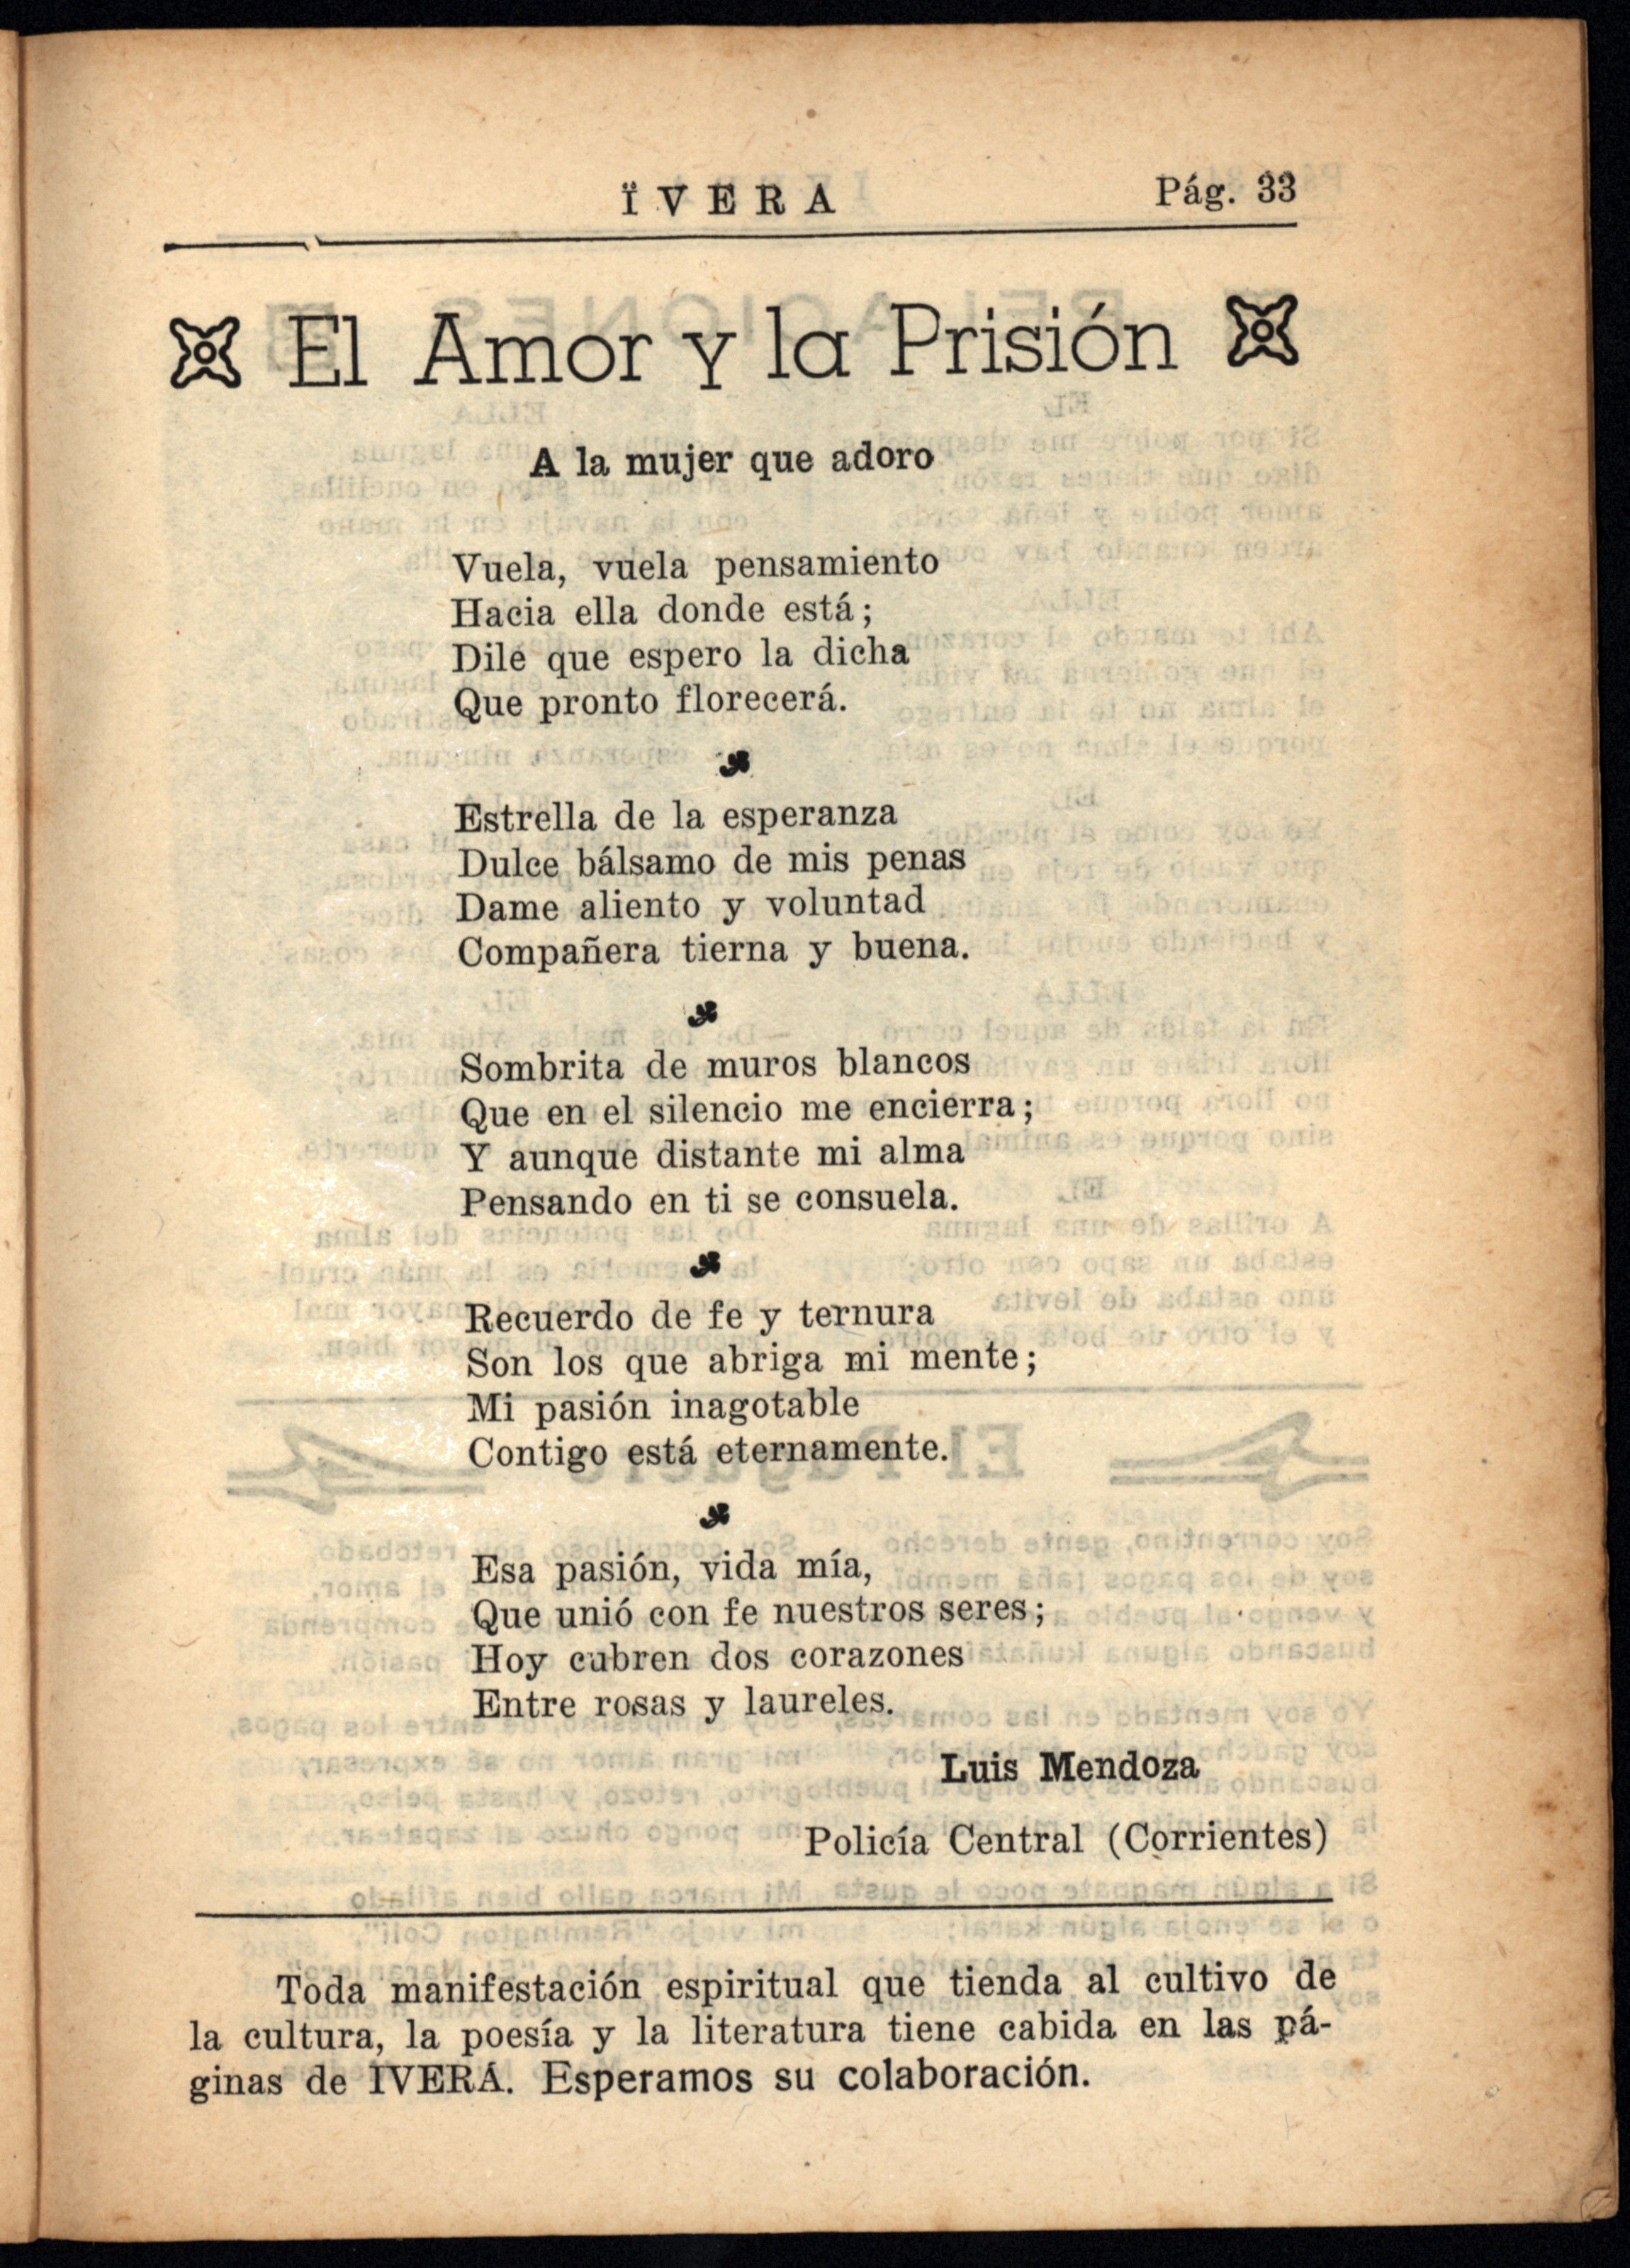 ÏVERA
Pág. 33
El Amor y la Prisión
A la mujer que adoro
Vuela, vuela pensamiento
Hacia ella donde está;
Dile que espero la dicha
Que pronto florecerá.
Estrella de la esperanza
Dulce bálsamo de mis penas
Dame aliento y voluntad
Compañera tierna y buena.
Sombrita de muros blancos
Que en el silencio me encierra;
Y aunque distante mi alma
Pensando en ti se consuela.
Recuerdo de fe y ternura
Son los que abriga mi mente;
Mi pasión inagotable
Contigo está eternamente.
Esa pasión, vida mía,
Que unió con fe nuestros seres;
Hoy cubren dos corazones
Entre rosas y laureles.
Luis Mendoza
Policía Central (Corrientes)
Toda manifestación espiritual que tienda al cultivo de
la cultura, la poesía y la literatura tiene cabida en las pá-
ginas de IVERÁ. Esperamos su colaboración.